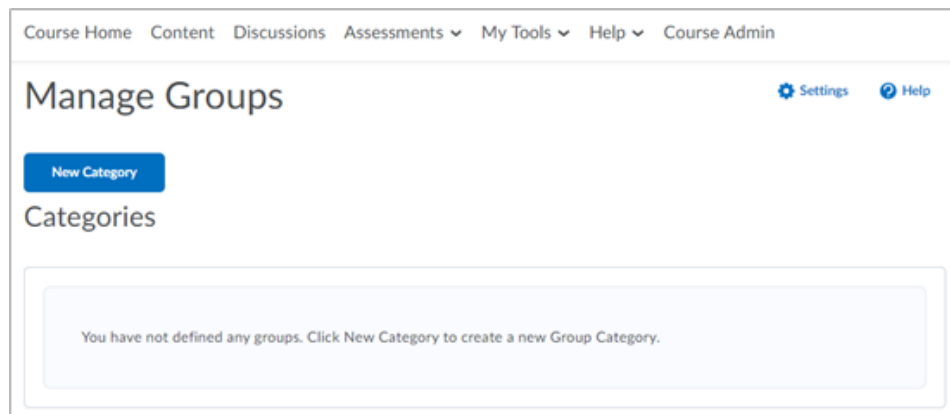 Course Home Content Discussions Assessments My Tools Help Course Admin
Manage Groups
Settings Help
New Category
Categories
You have not defined any groups. Click New Category to create a new Group Category.